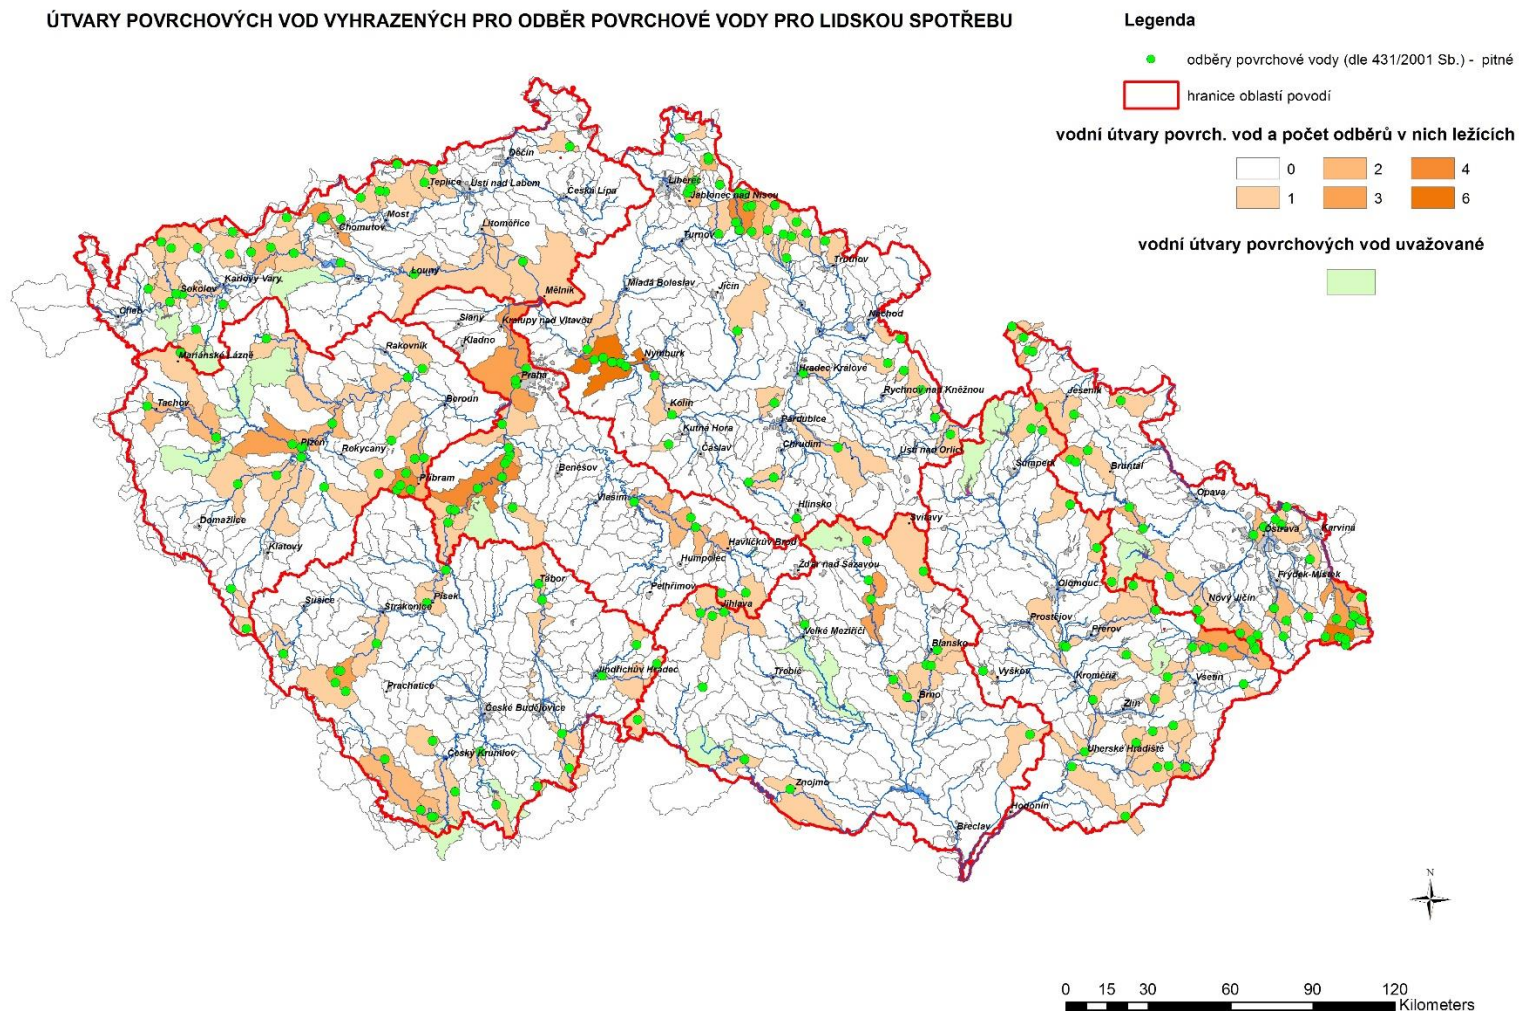 ÚTVARY POVRCHOVÝCH VOD VYHRAZENÝCH PRO ODBĚR POVRCHOVÉ VODY PRO LIDSKOU SPOTŘEBU
Legenda
odběry povrchové vody (dle 431/2001 Sb.) - pitné
hranice oblastí povodí
vodní útvary povrch. vod a počet odběrů v nich ležících
0 2 4
1 3 6
vodní útvary povrchových vod uvažované
Děčín
Teplice
Ústí nad Labem
Česká Lípa
Liberec
Jablonec nad Nisou
Most
Chomutov
Litoměřice
Turnov
Trutnov
Karlovy Vary
Sokolov
Cheb
Louny
Mělník
Mladá Boleslav
Jičín
Náchod
Slaný
Kralupy nad Vltavou
Kladno
Rakovník
Mariánské Lázně
Nymburk
Praha
Hradec Králové
Rychnov nad Kněžnou
Jeseník
Tachov
Beroun
Kolín
Pardubice
Kutná Hora
Čáslav
Chrudim
Ústí nad Orlicí
Šumperk
Bruntál
Plzeň
Rokycany
Příbram
Benešov
Vlašim
Opava
Ostrava
Karviná
Domažlice
Klatovy
Hlinsko
Svitavy
Havlíčkův Brod
Humpolec
Žďár nad Sázavou
Frýdek-Místek
Olomouc
Nový Jičín
Tábor
Pelhřimov
Sušice
Strakonice
Písek
Jihlava
Velké Meziříčí
Prostějov
Přerov
Blansko
Jindřichův Hradec
Třebíč
Vyškov
Kroměříž
Vsetín
Prachatice
Brno
Zlín
České Budějovice
Český Krumlov
Uherské Hradiště
Znojmo
Hodonín
Břeclav
N
0 15 30 60 90 120
Kilometers